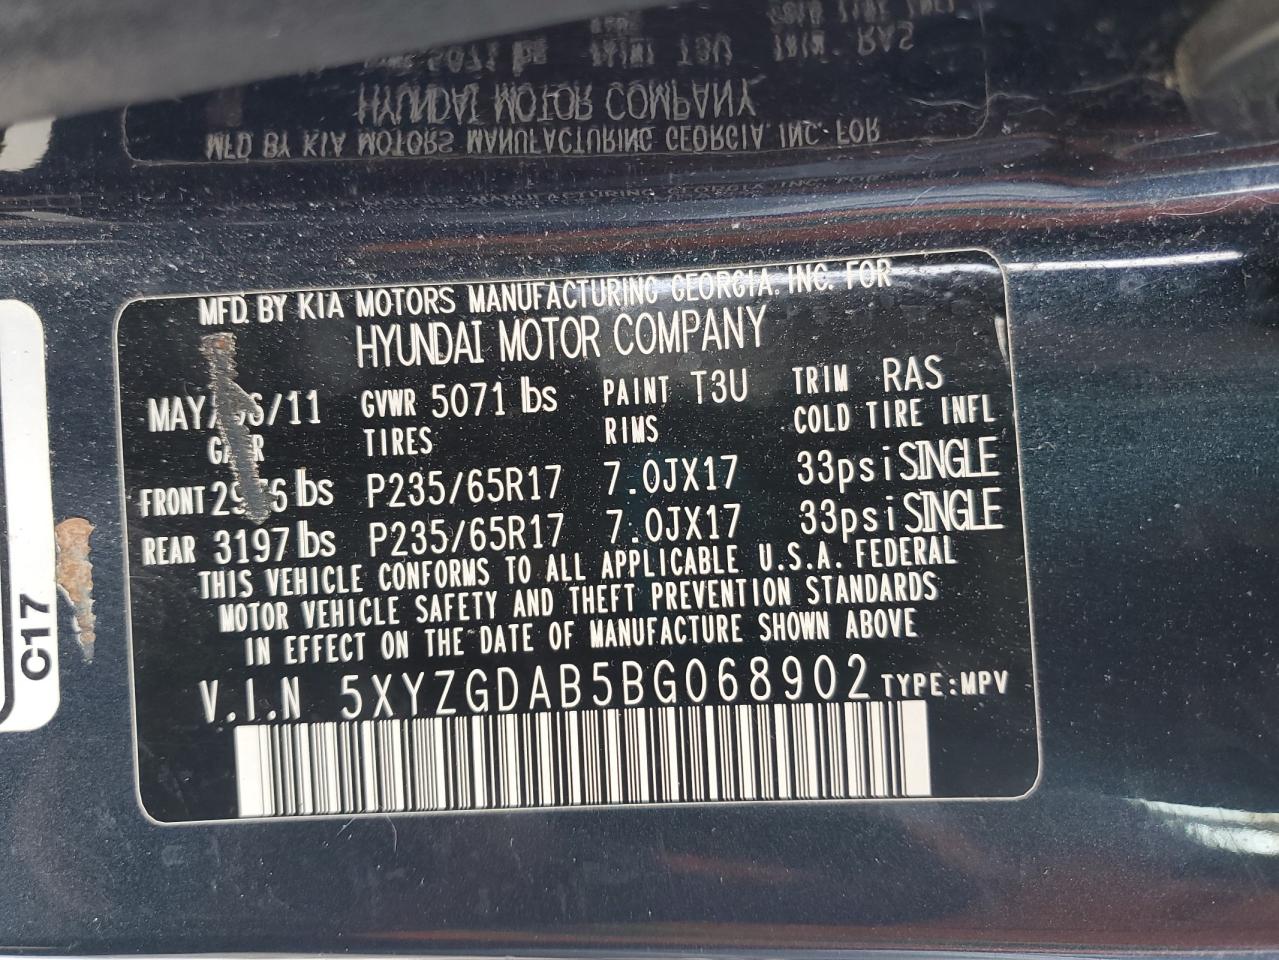 MFD BY KIA MOTORS MANUFACTURING GEORGIA. INC. FOR
HYUNDAI MOTOR COMPANY
MFD BY KIA MOTORS MANUFACTURING GEORGIA. INC. FOR
HYUNDAI MOTOR COMPANY
MAY/ /11 GVWR 5071 lbs PAINT T3U TRIM RAS
TIRES RIMS COLD TIRE INFL
FRONT lbs P235/65R17 7.0JX17 33psi SINGLE
REAR 3197 lbs P235/65R17 7.0JX17 33psi SINGLE
THIS VEHICLE CONFORMS TO ALL APPLICABLE U.S.A. FEDERAL
MOTOR VEHICLE SAFETY AND THEFT PREVENTION STANDARDS
IN EFFECT ON THE DATE OF MANUFACTURE SHOWN ABOVE
V.I.N 5XYZGDAB5BG068902 TYPE:MPV
C17